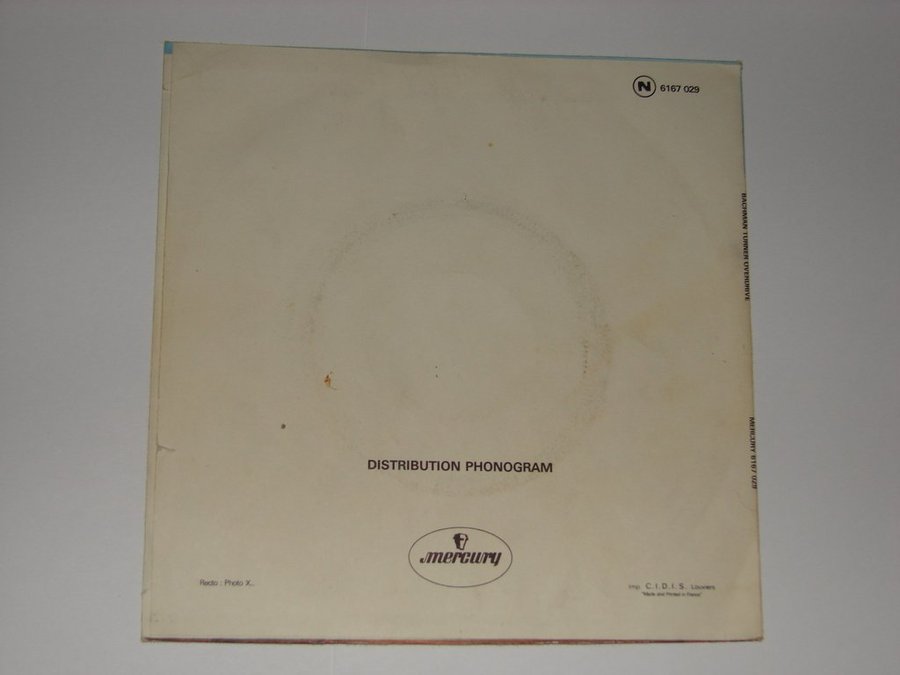 N 6167 029
BACHMAN TURNER OVERDRIVE
MERCURY 6167 029
DISTRIBUTION PHONOGRAM
mercury
Recto : Photo X..
Imp. C.I.D.I.S. Louviers
"Made and Printed in France"